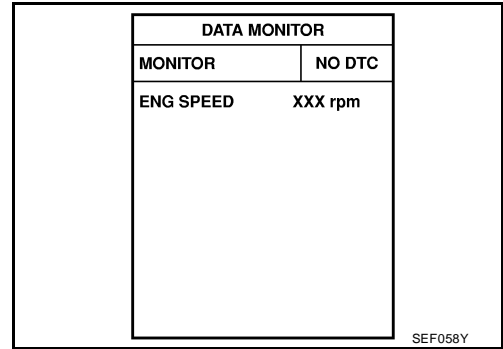 DATA MONITOR
MONITOR NO DTC
ENG SPEED XXX rpm
SEF058Y